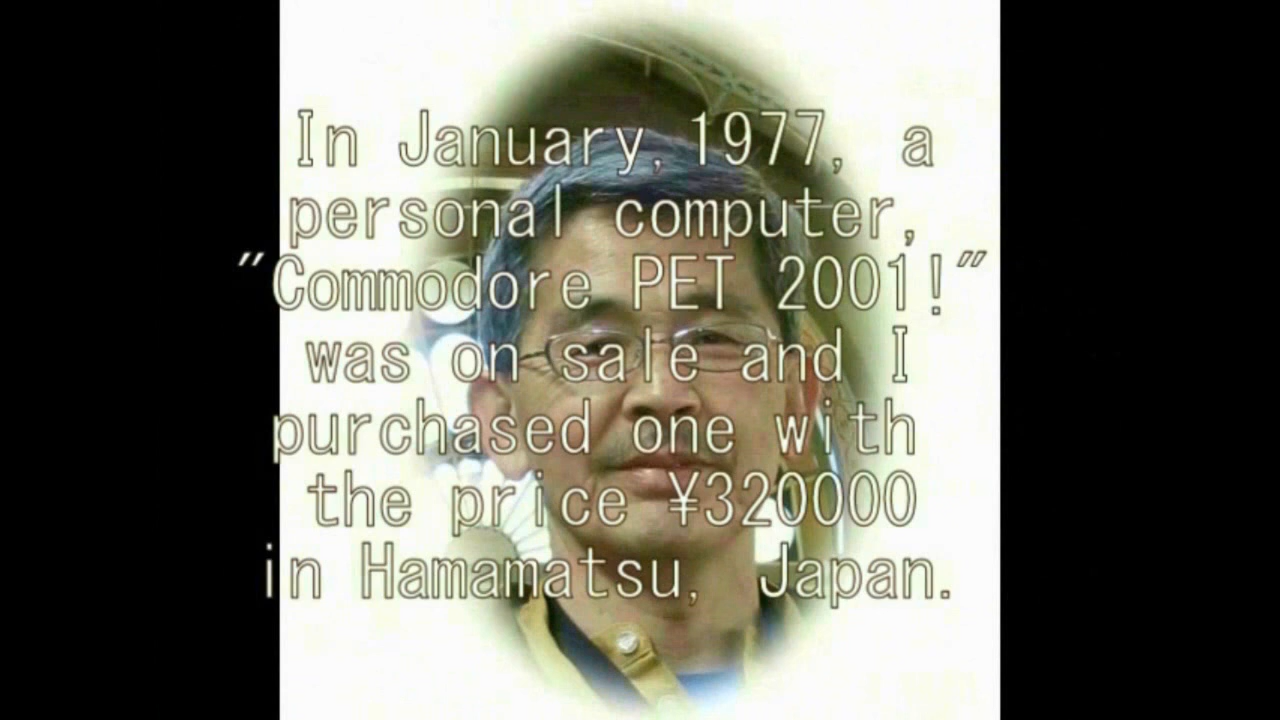 In January, 1977, a
personal computer,
"Commodore PET 2001!"
was on sale and I
purchased one with
the price ¥320000
in Hamamatsu, Japan.